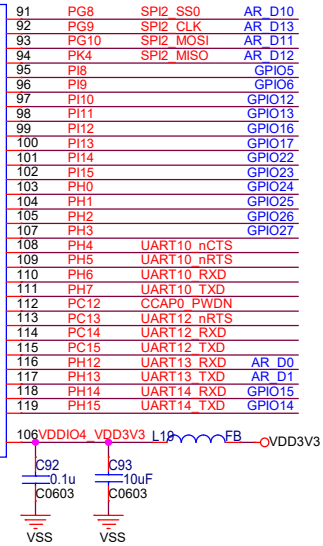 91 PG8 SPI2_SS0 AR_D10
92 PG9 SPI2_CLK AR_D13
93 PG10 SPI2_MOSI AR_D11
94 PK4 SPI2_MISO AR_D12
95 PI8 GPIO5
96 PI9 GPIO6
97 PI10 GPIO12
98 PI11 GPIO13
99 PI12 GPIO16
100 PI13 GPIO17
101 PI14 GPIO22
102 PI15 GPIO23
103 PH0 GPIO24
104 PH1 GPIO25
105 PH2 GPIO26
107 PH3 GPIO27
108 PH4 UART10_nCTS
109 PH5 UART10_nRTS
110 PH6 UART10_RXD
111 PH7 UART10_TXD
112 PC12 CCAP0_PWDN
113 PC13 UART12_nRTS
114 PC14 UART12_RXD
115 PC15 UART12_TXD
116 PH12 UART13_RXD AR_D0
117 PH13 UART13_TXD AR_D1
118 PH14 UART14_RXD GPIO15
119 PH15 UART14_TXD GPIO14
106 VDDIO4_VDD3V3 L19 FB VDD3V3
C92 C93
0.1u 10uF
C0603 C0603
VSS VSS